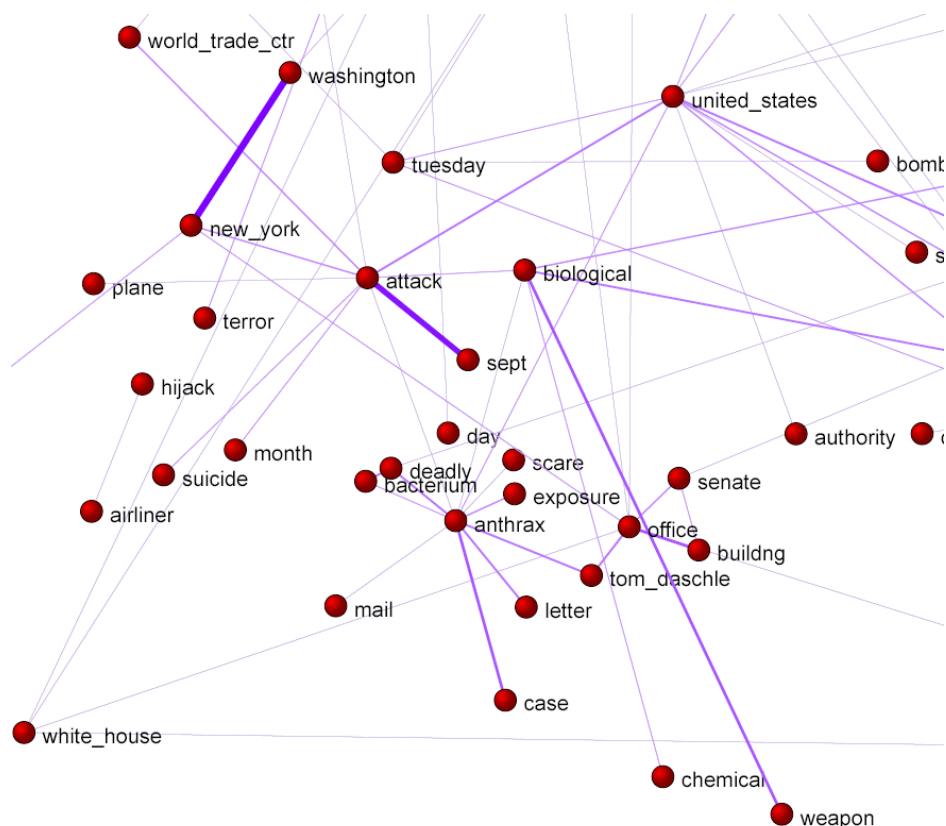 world_trade_ctr
washington
united_states
tuesday
bomb
new_york
s
attack
biological
plane
terror
sept
hijack
day
authority
month
scare
deadly
suicide
bacterium
senate
exposure
airliner
anthrax
office
buildng
tom_daschle
mail
letter
case
white_house
chemical
weapon